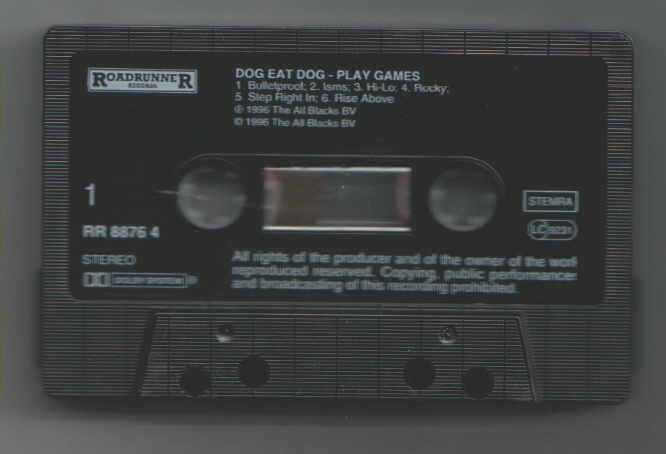 ROADRUNNER
RECORDS
DOG EAT DOG - PLAY GAMES
1. Bulletproof; 2. Isms; 3. Hi-Lo; 4. Rocky;
5. Step Right In; 6. Rise Above
℗ 1996 The All Blacks BV
© 1996 The All Blacks BV
1
RR 8876 4
STEREO
DOLBY SYSTEM ®
STEMRA
LC 9231
All rights of the producer and of the owner of the work
reproduced reserved. Copying, public performances
and broadcasting of this recording prohibited.